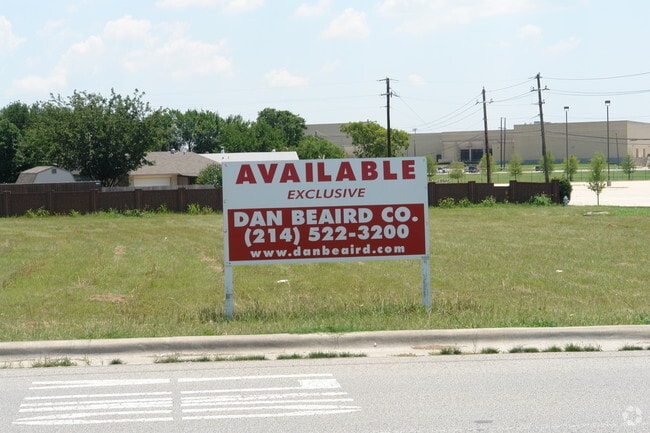 AVAILABLE
EXCLUSIVE
DAN BEAIRD CO.
(214) 522-3200
www.danbeaird.com